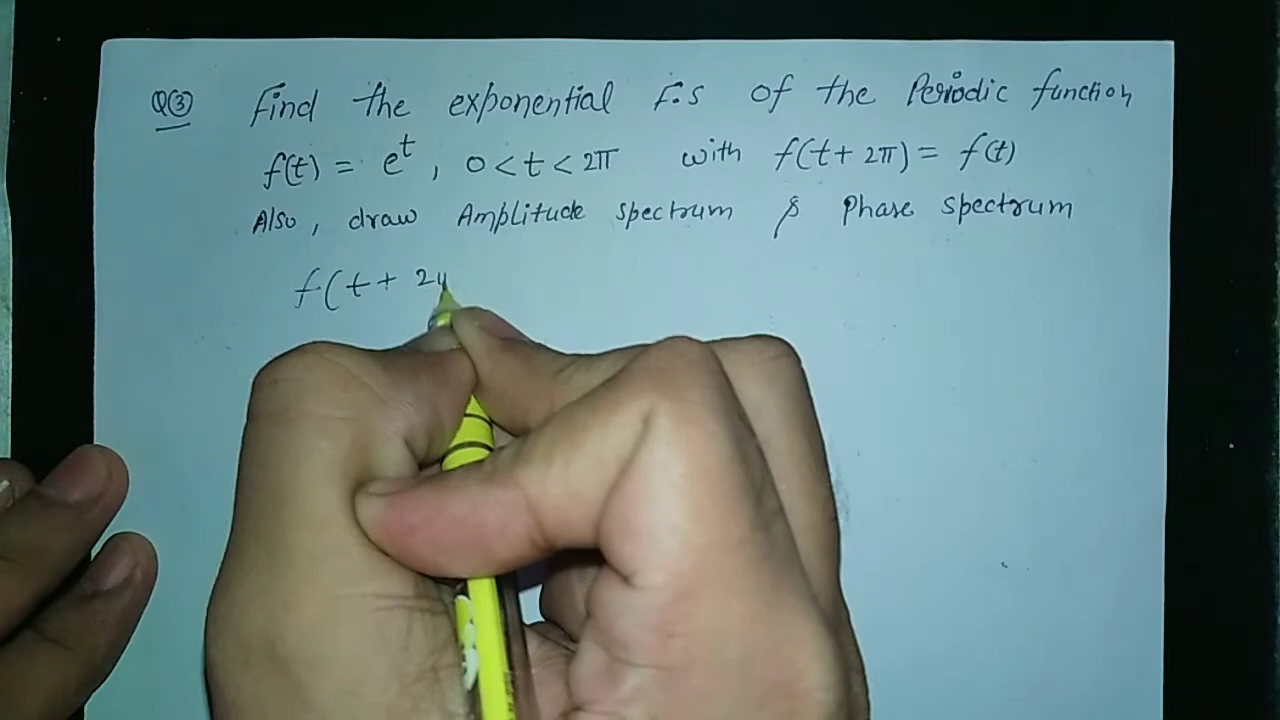 Q③ Find the exponential F.S of the Periodic function
f(t) = e^t, 0<t<2π with f(t+2π) = f(t)
Also, draw Amplitude spectrum & Phase spectrum
f(t+ 2